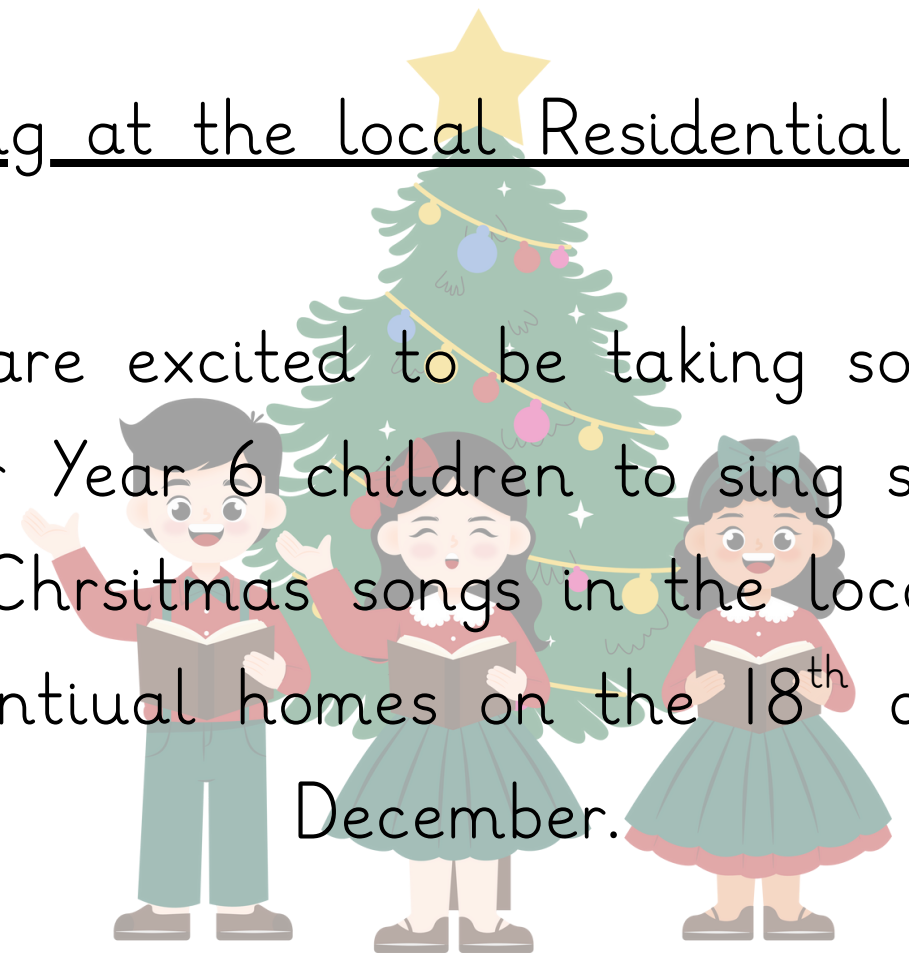 g at the local Residential
are excited to be taking so
r Year 6 children to sing s
Chrsitmas songs in the loc
ntiual homes on the 18th
December.